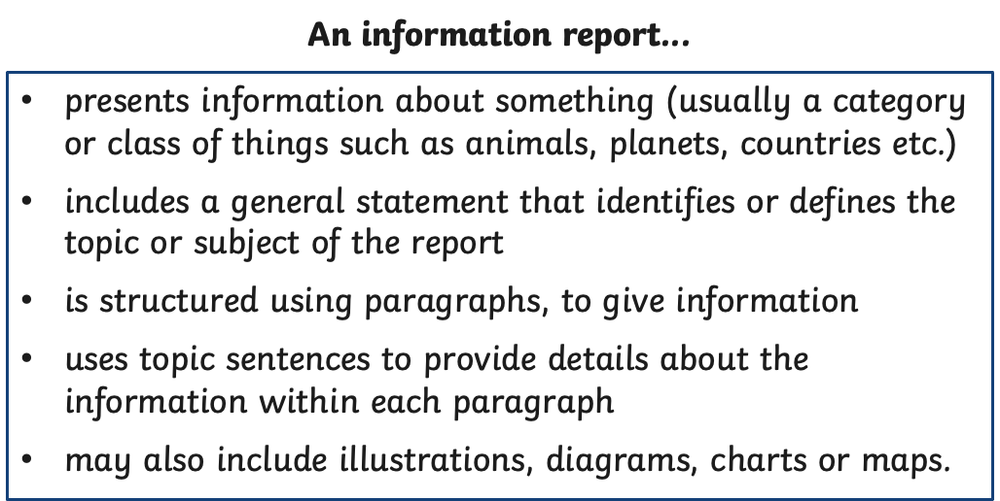 An information report...
• presents information about something (usually a category
or class of things such as animals, planets, countries etc.)
• includes a general statement that identifies or defines the
topic or subject of the report
• is structured using paragraphs, to give information
• uses topic sentences to provide details about the
information within each paragraph
• may also include illustrations, diagrams, charts or maps.